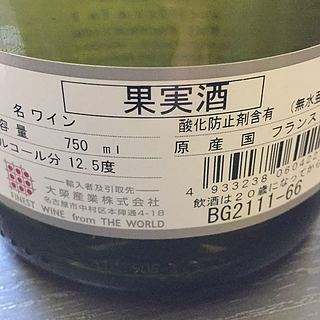 果実酒
名 ワイン
酸化防止剤含有 (無水亜
容量 750 ml
原産国 フランス
ルコール分 12.5度
輸入者及引取先
大榮産業株式会社
名古屋市中村区本陣通4-18
FINEST WINE from THE WORLD
4 933238 0604
飲酒は20歳になってから
BG2111-66